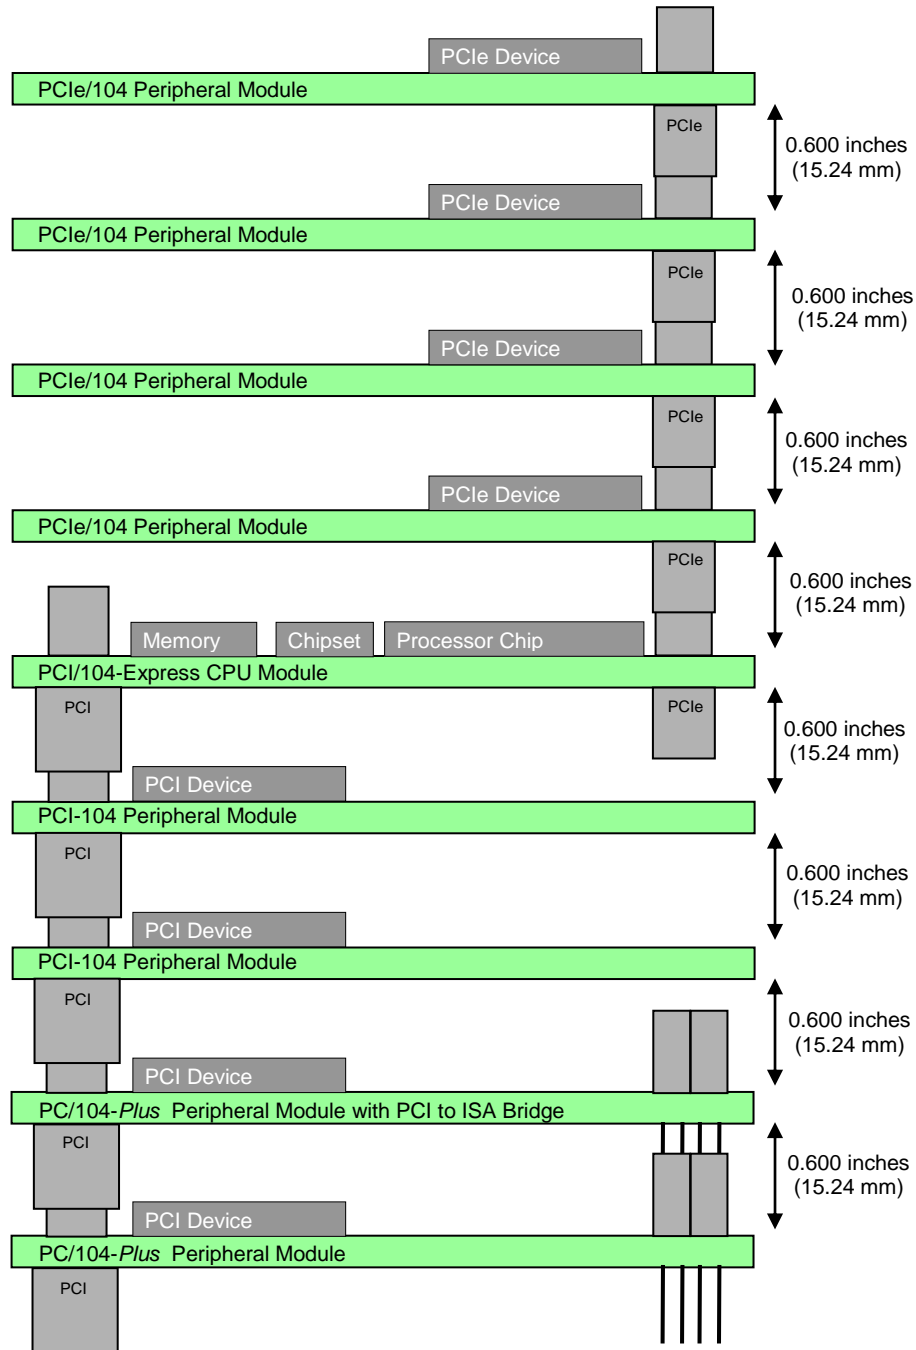 PCIe Device
PCIe/104 Peripheral Module
PCIe
0.600 inches
(15.24 mm)
PCIe Device
PCIe/104 Peripheral Module
PCIe
0.600 inches
(15.24 mm)
PCIe Device
PCIe/104 Peripheral Module
PCIe
0.600 inches
(15.24 mm)
PCIe Device
PCIe/104 Peripheral Module
PCIe
0.600 inches
(15.24 mm)
Memory
Chipset
Processor Chip
PCI/104-Express CPU Module
PCI
PCIe
0.600 inches
(15.24 mm)
PCI Device
PCI-104 Peripheral Module
PCI
0.600 inches
(15.24 mm)
PCI Device
PCI-104 Peripheral Module
PCI
0.600 inches
(15.24 mm)
PCI Device
PC/104-Plus Peripheral Module with PCI to ISA Bridge
PCI
0.600 inches
(15.24 mm)
PCI Device
PC/104-Plus Peripheral Module
PCI